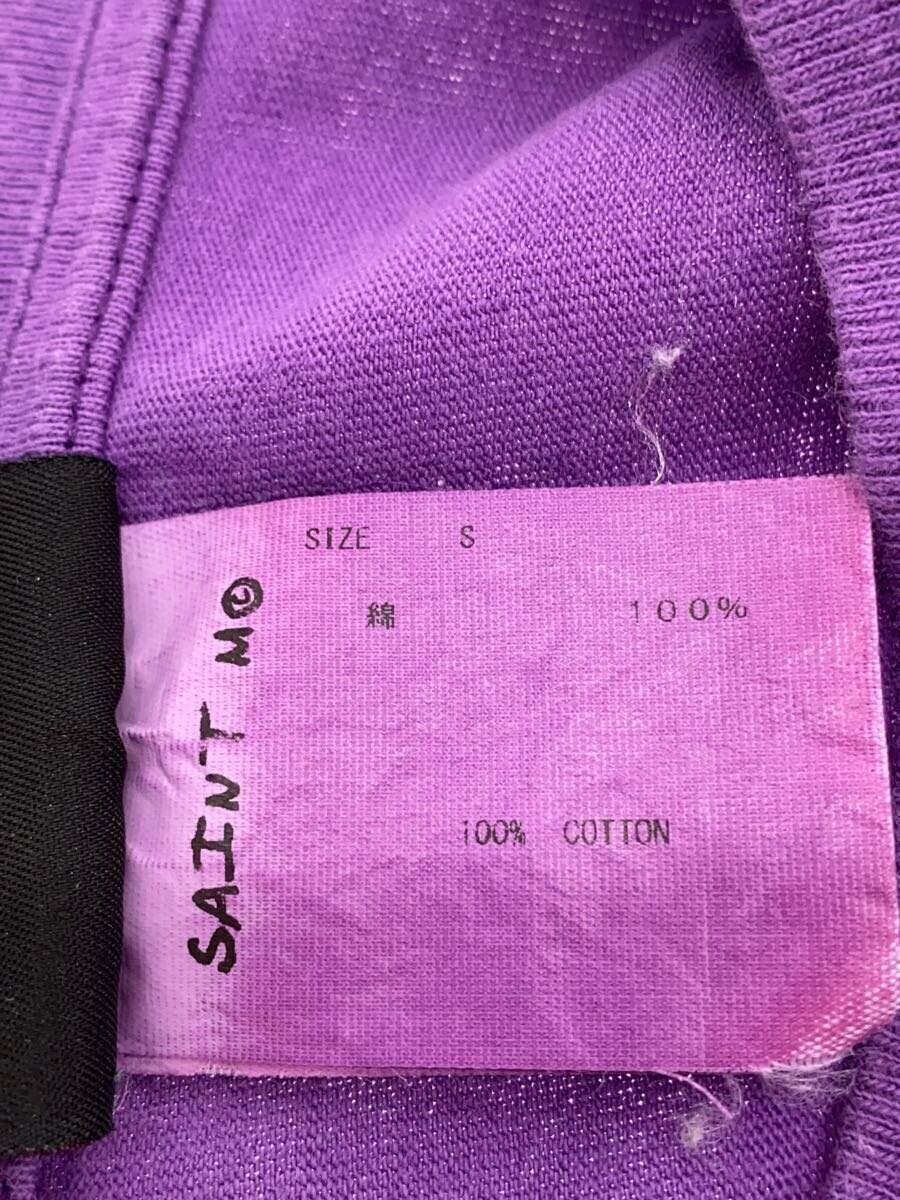 SIZE S
綿 １００％
100% COTTON
SAINT M